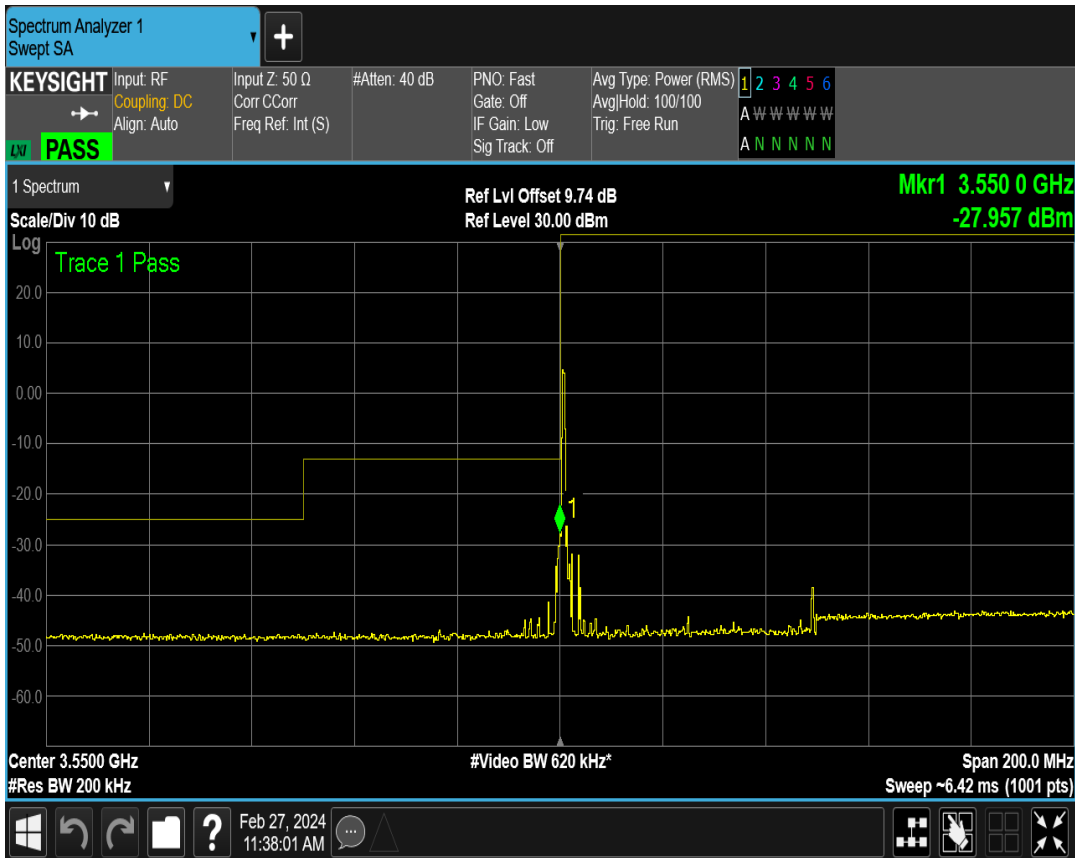 Spectrum Analyzer 1
Swept SA
+
KEYSIGHT
LXI PASS
Input: RF
Coupling: DC
Align: Auto
Input Z: 50 Ω
Corr CCorr
Freq Ref: Int (S)
#Atten: 40 dB
PNO: Fast
Gate: Off
IF Gain: Low
Sig Track: Off
Avg Type: Power (RMS)
Avg|Hold: 100/100
Trig: Free Run
1 2 3 4 5 6
A W W W W W
A N N N N N
1 Spectrum
Scale/Div 10 dB
Ref Lvl Offset 9.74 dB
Ref Level 30.00 dBm
Mkr1 3.550 0 GHz
-27.957 dBm
Log
Trace 1 Pass
20.0
10.0
0.00
-10.0
-20.0
1
-30.0
-40.0
-50.0
-60.0
Center 3.5500 GHz
#Video BW 620 kHz*
Span 200.0 MHz
#Res BW 200 kHz
Sweep ~6.42 ms (1001 pts)
?
Feb 27, 2024
11:38:01 AM